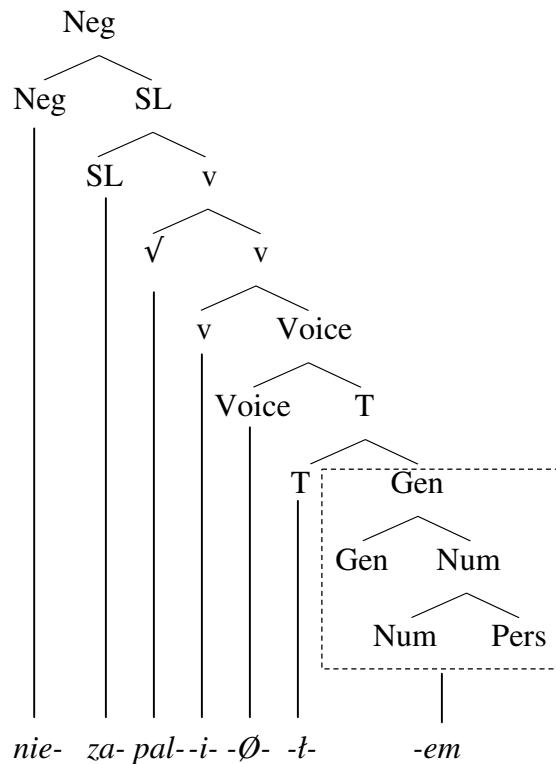 Neg
Neg SL
SL v
√ v
v Voice
Voice T
T Gen
Gen Num
Num Pers
nie- za- pal- -i- -Ø- -ł- -em